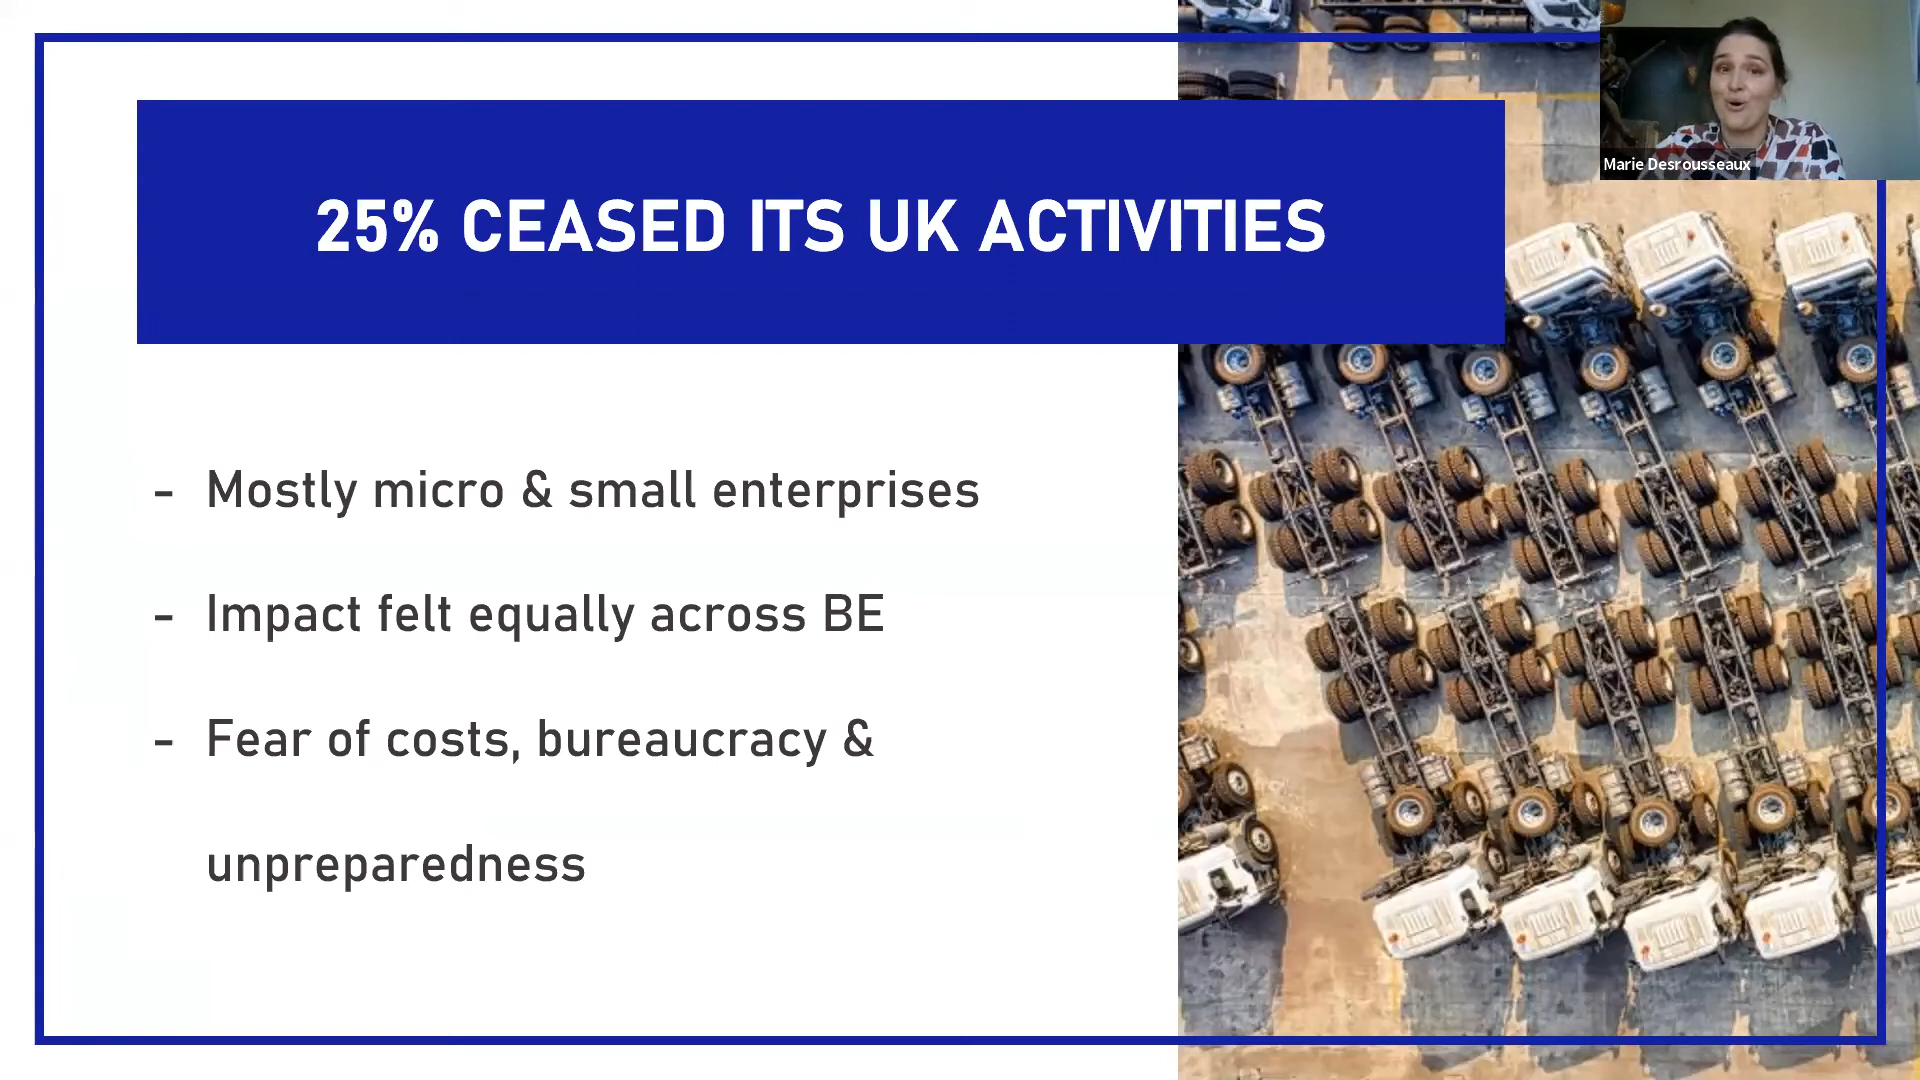 Marie Desrousseaux
25% CEASED ITS UK ACTIVITIES
- Mostly micro & small enterprises
- Impact felt equally across BE
- Fear of costs, bureaucracy &
unpreparedness